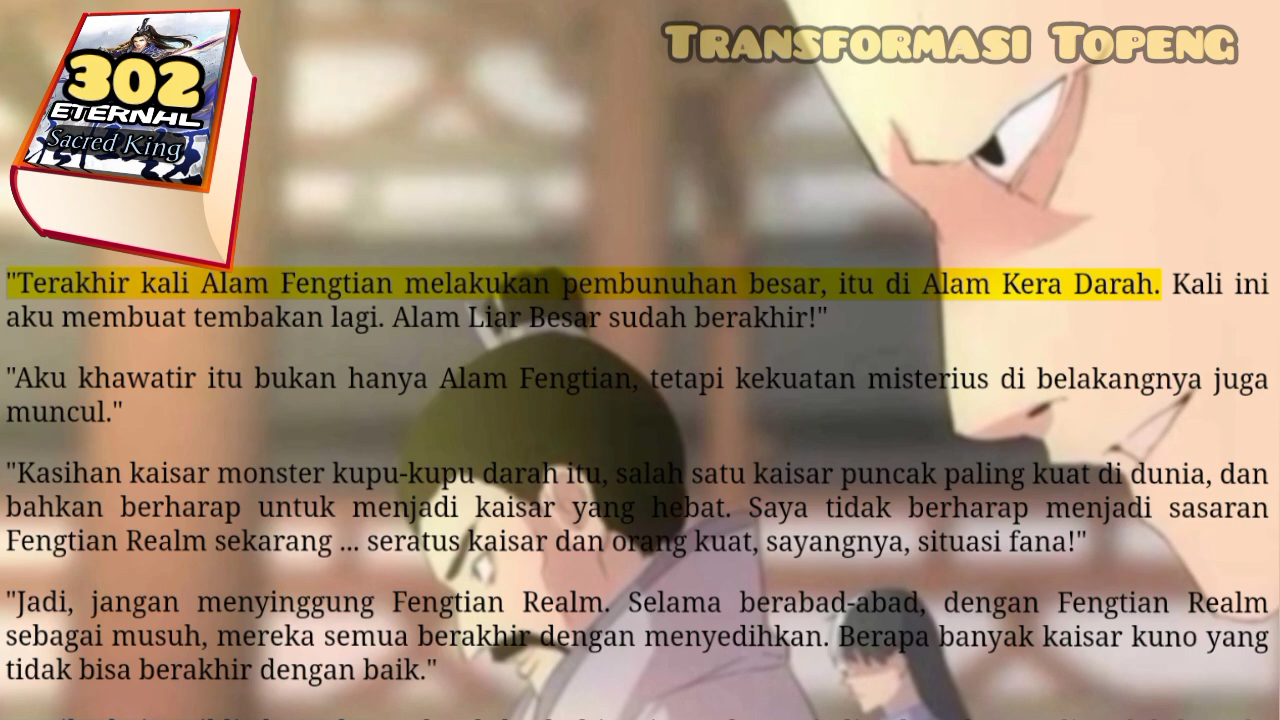 302
ETERNAL
Sacred King
Transformasi Topeng
"Terakhir kali Alam Fengtian melakukan pembunuhan besar, itu di Alam Kera Darah. Kali ini
aku membuat tembakan lagi. Alam Liar Besar sudah berakhir!"
"Aku khawatir itu bukan hanya Alam Fengtian, tetapi kekuatan misterius di belakangnya juga
muncul."
"Kasihan kaisar monster kupu-kupu darah itu, salah satu kaisar puncak paling kuat di dunia, dan
bahkan berharap untuk menjadi kaisar yang hebat. Saya tidak berharap menjadi sasaran
Fengtian Realm sekarang ... seratus kaisar dan orang kuat, sayangnya, situasi fana!"
"Jadi, jangan menyinggung Fengtian Realm. Selama berabad-abad, dengan Fengtian Realm
sebagai musuh, mereka semua berakhir dengan menyedihkan. Berapa banyak kaisar kuno yang
tidak bisa berakhir dengan baik."